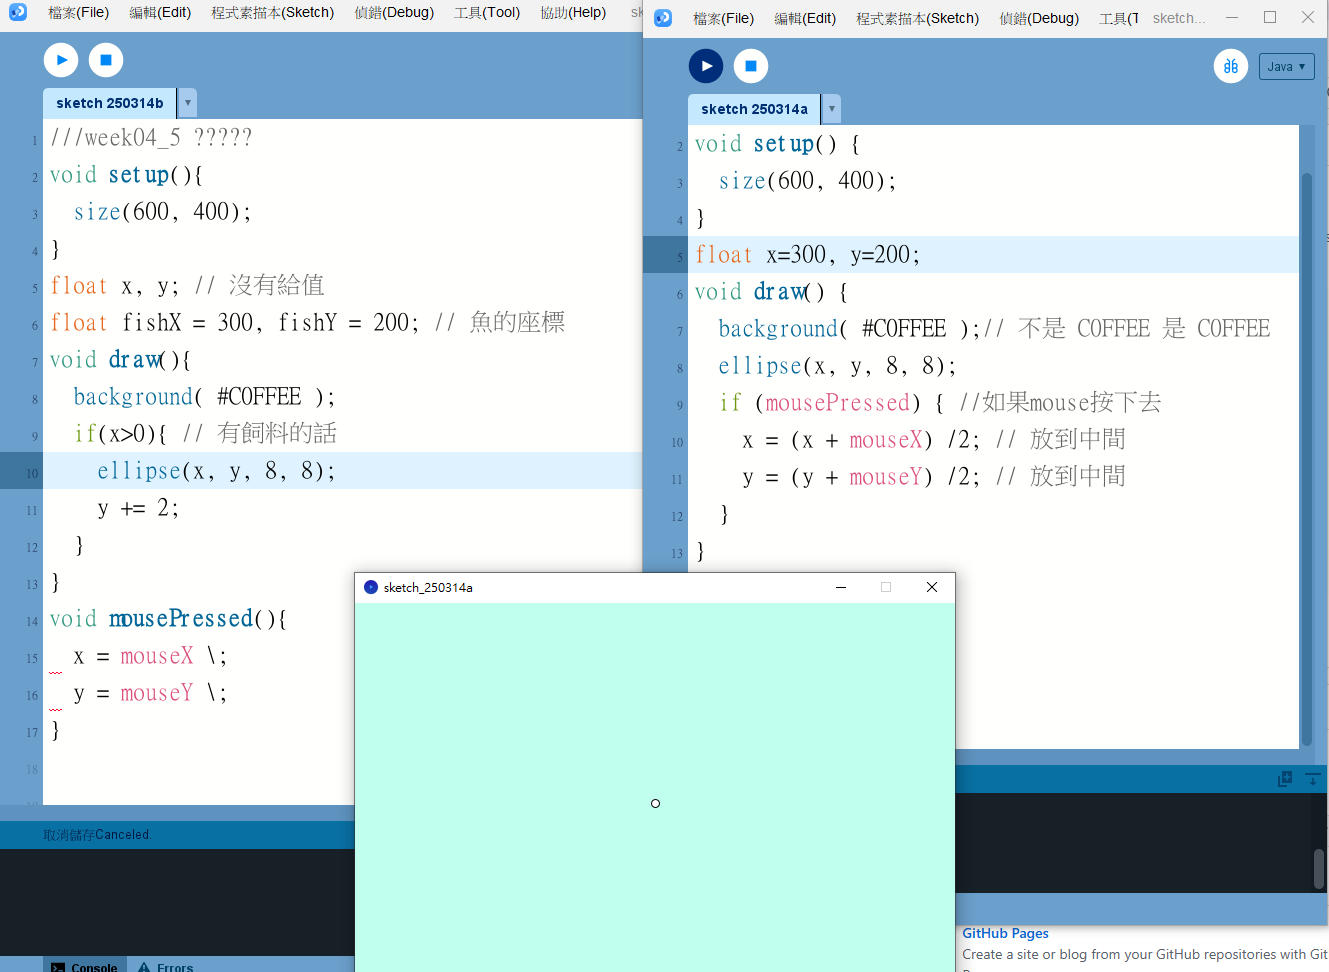 檔案(File) 編輯(Edit) 程式素描本(Sketch) 偵錯(Debug) 工具(Tool) 協助(Help) sk
sketch 250314b
1 ///week04_5 ?????
2 void setup(){
3 size(600, 400);
4 }
5 float x, y; // 沒有給值
6 float fishX = 300, fishY = 200; // 魚的座標
7 void draw(){
8 background( #C0FFEE );
9 if(x>0){ // 有飼料的話
10 ellipse(x, y, 8, 8);
11 y += 2;
12 }
13 }
14 void mousePressed(){
15 x = mouseX \;
16 y = mouseY \;
17 }
18
取消儲存Canceled.
Console Errors
檔案(File) 編輯(Edit) 程式素描本(Sketch) 偵錯(Debug) 工具(T sketch...
Java
sketch 250314a
2 void setup() {
3 size(600, 400);
4 }
5 float x=300, y=200;
6 void draw() {
7 background( #C0FFEE );// 不是 COFFEE 是 C0FFEE
8 ellipse(x, y, 8, 8);
9 if (mousePressed) { //如果mouse按下去
10 x = (x + mouseX) /2; // 放到中間
11 y = (y + mouseY) /2; // 放到中間
12 }
13 }
sketch_250314a
GitHub Pages
Create a site or blog from your GitHub repositories with Git